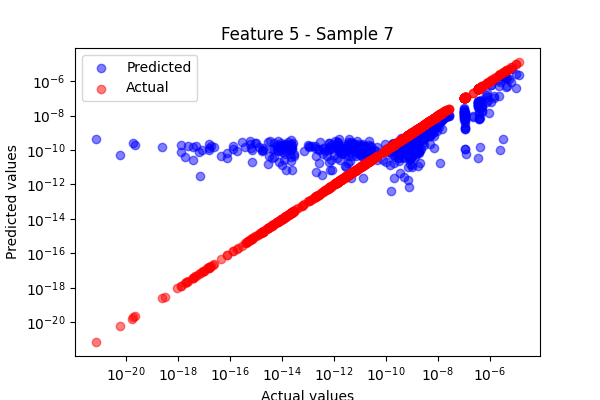 Feature 5 - Sample 7
Predicted
Actual
Predicted values
10⁻⁶
10⁻⁸
10⁻¹⁰
10⁻¹²
10⁻¹⁴
10⁻¹⁶
10⁻¹⁸
10⁻²⁰
10⁻²⁰ 10⁻¹⁸ 10⁻¹⁶ 10⁻¹⁴ 10⁻¹² 10⁻¹⁰ 10⁻⁸ 10⁻⁶
Actual values